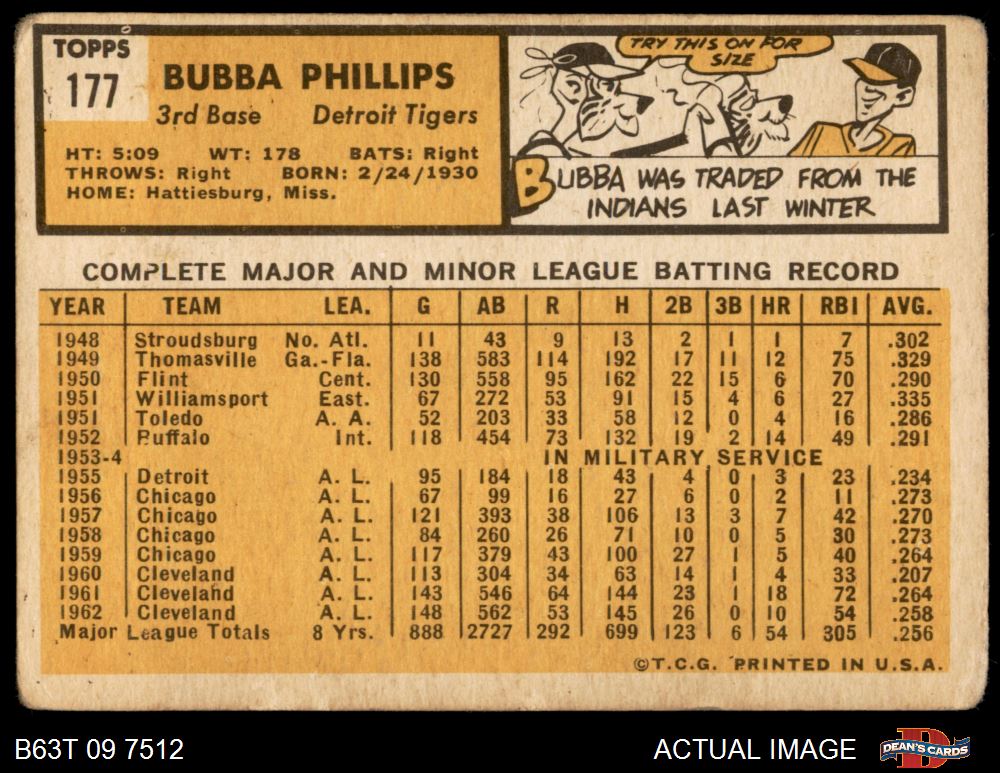 TOPPS
177
BUBBA PHILLIPS
3rd Base Detroit Tigers
HT: 5:09 WT: 178 BATS: Right
THROWS: Right BORN: 2/24/1930
HOME: Hattiesburg, Miss.
TRY THIS ON FOR
SIZE
BUBBA WAS TRADED FROM THE
INDIANS LAST WINTER
COMPLETE MAJOR AND MINOR LEAGUE BATTING RECORD
YEAR TEAM LEA. G AB R H 2B 3B HR RBI AVG.
1948 Stroudsburg No. Atl. 11 43 9 13 2 1 1 7 .302
1949 Thomasville Ga.-Fla. 138 583 114 192 17 11 12 75 .329
1950 Flint Cent. 130 558 95 162 22 15 6 70 .290
1951 Williamsport East. 67 272 53 91 15 4 6 27 .335
1951 Toledo A. A. 52 203 33 58 12 0 4 16 .286
1952 Buffalo Int. 118 454 73 132 19 2 14 49 .291
1953-4 IN MILITARY SERVICE
1955 Detroit A. L. 95 184 18 43 4 0 3 23 .234
1956 Chicago A. L. 67 99 16 27 6 0 2 11 .273
1957 Chicago A. L. 121 393 38 106 13 3 7 42 .270
1958 Chicago A. L. 84 260 26 71 10 0 5 30 .273
1959 Chicago A. L. 117 379 43 100 27 1 5 40 .264
1960 Cleveland A. L. 113 304 34 63 14 1 4 33 .207
1961 Cleveland A. L. 143 546 64 144 23 1 18 72 .264
1962 Cleveland A. L. 148 562 53 145 26 0 10 54 .258
Major League Totals 8 Yrs. 888 2727 292 699 123 6 54 305 .256
©T.C.G. PRINTED IN U.S.A.
B63T 09 7512 ACTUAL IMAGE DEAN'S CARDS